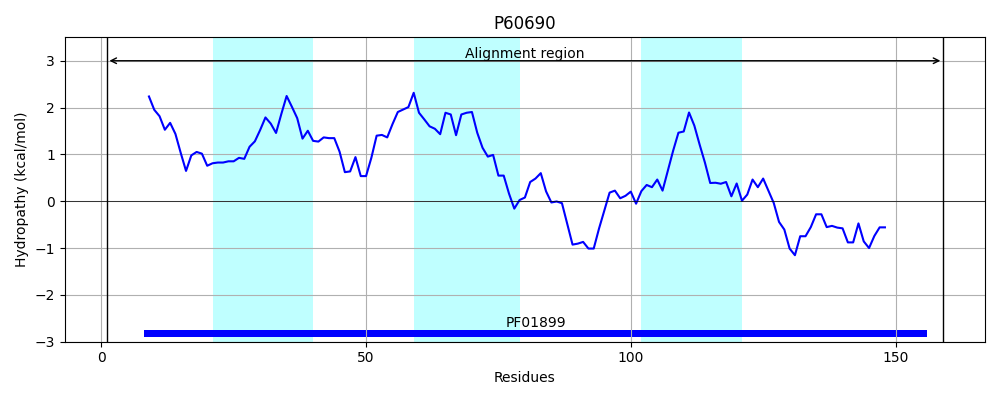 P60690
Alignment region
Hydropathy (kcal/mol)
3
2
1
0
−1
−2
−3
PF01899
0
50
100
150
Residues